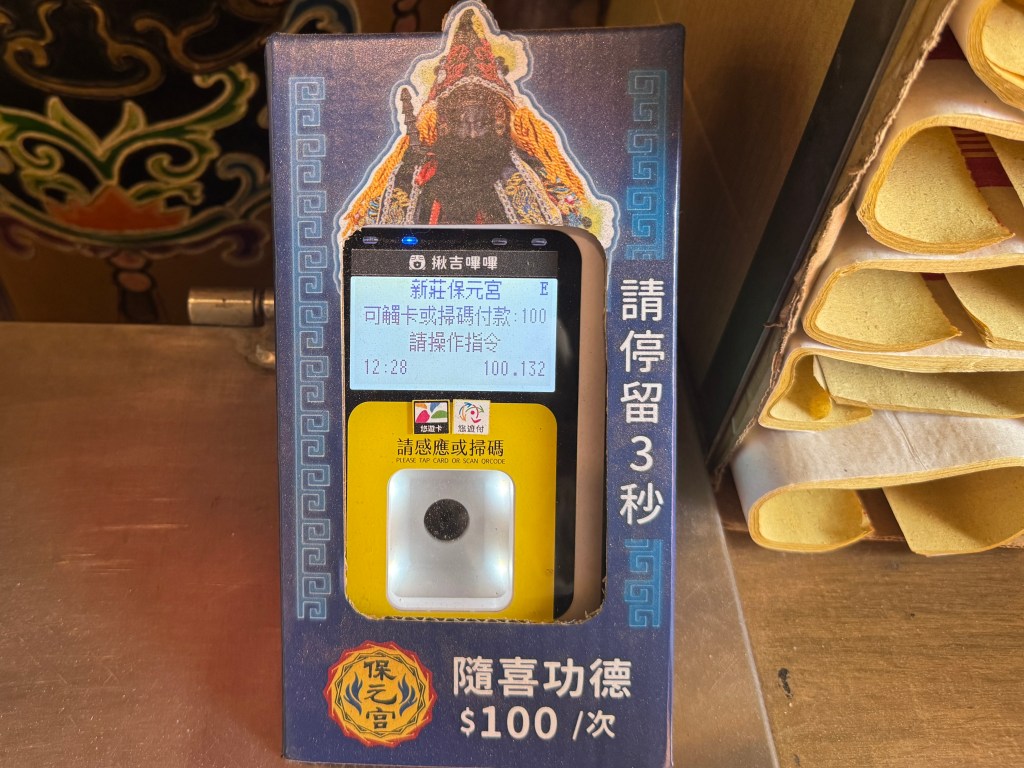 揪吉嗶嗶
新莊保元宮 E
可觸卡或掃碼付款:100
請操作指令
12:28 100.132
悠遊卡 悠遊付
請感應或掃碼
PLEASE TAP CARD OR SCAN QRCODE
請停留3秒
保元宮
隨喜功德
$100 /次